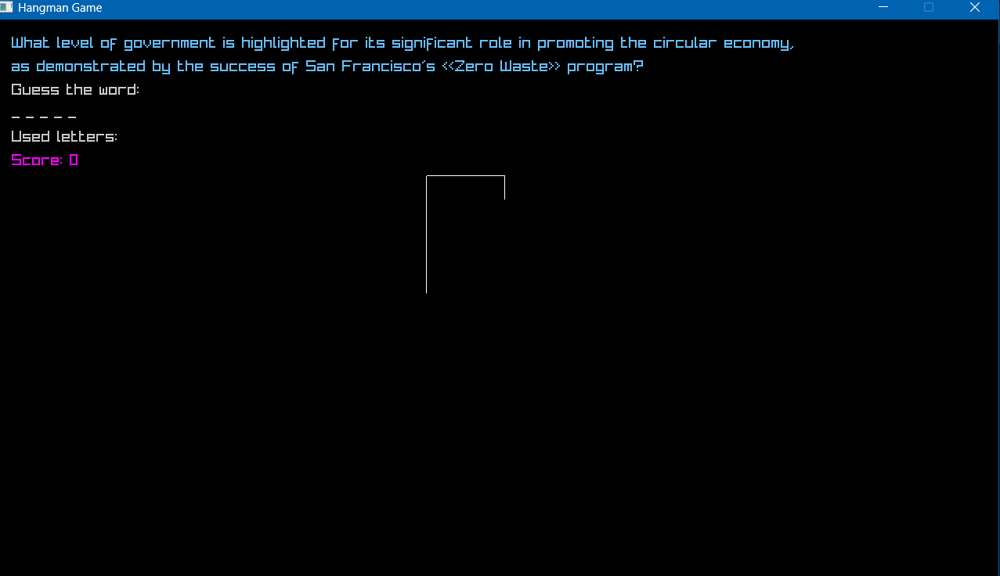 Hangman Game
What level of government is highlighted for its significant role in promoting the circular economy,
as demonstrated by the success of San Francisco's <<Zero Waste>> program?
Guess the word:
_ _ _ _ _
Used letters:
Score: 0